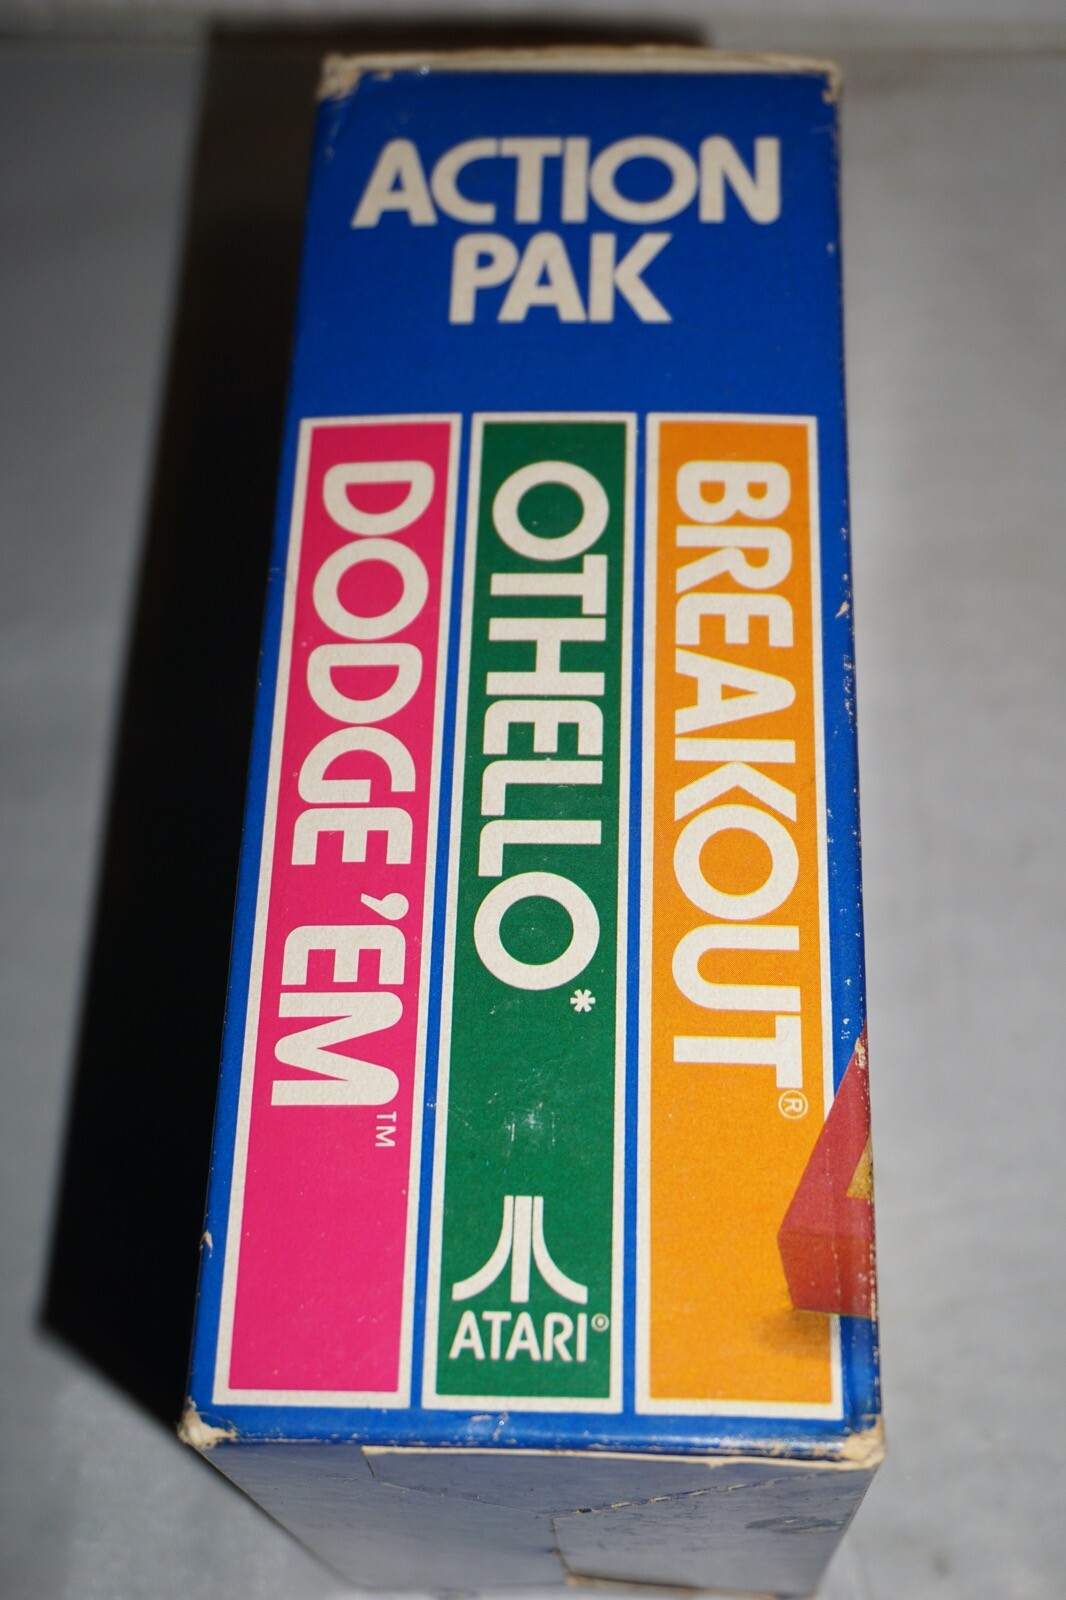 ACTION
PAK
DODGE'EM™
OTHELLO*
ATARI®
BREAKOUT®